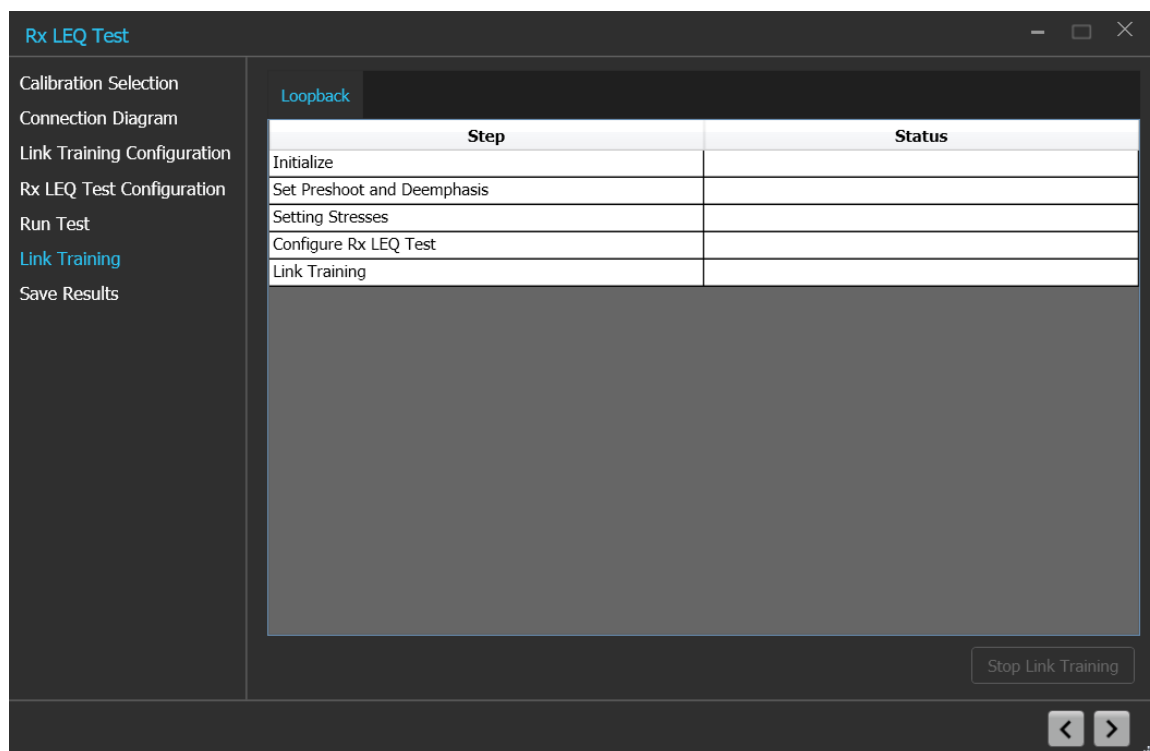 Rx LEQ Test
Calibration Selection
Connection Diagram
Link Training Configuration
Rx LEQ Test Configuration
Run Test
Link Training
Save Results
Loopback
Step Status
Initialize
Set Preshoot and Deemphasis
Setting Stresses
Configure Rx LEQ Test
Link Training
Stop Link Training